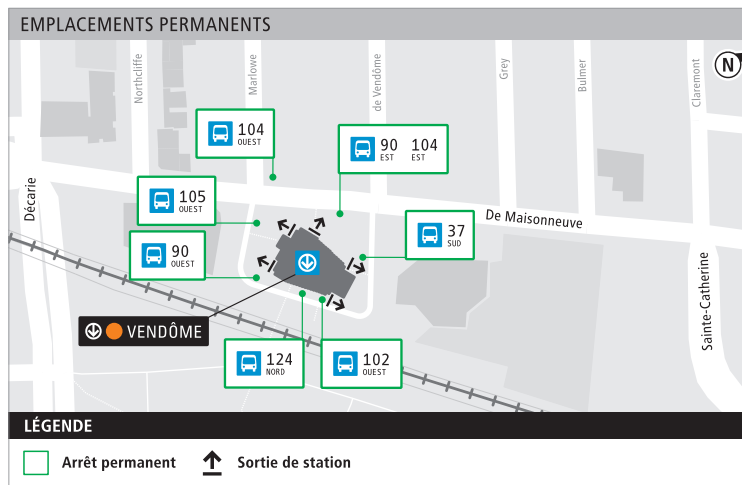 EMPLACEMENTS PERMANENTS
Northcliffe
Marlowe
de Vendôme
Grey
Bulmer
Claremont
N
104
OUEST
90 104
EST EST
Décarie
105
OUEST
De Maisonneuve
37
SUD
90
OUEST
Sainte-Catherine
VENDÔME
124
NORD
102
OUEST
LÉGENDE
Arrêt permanent
Sortie de station